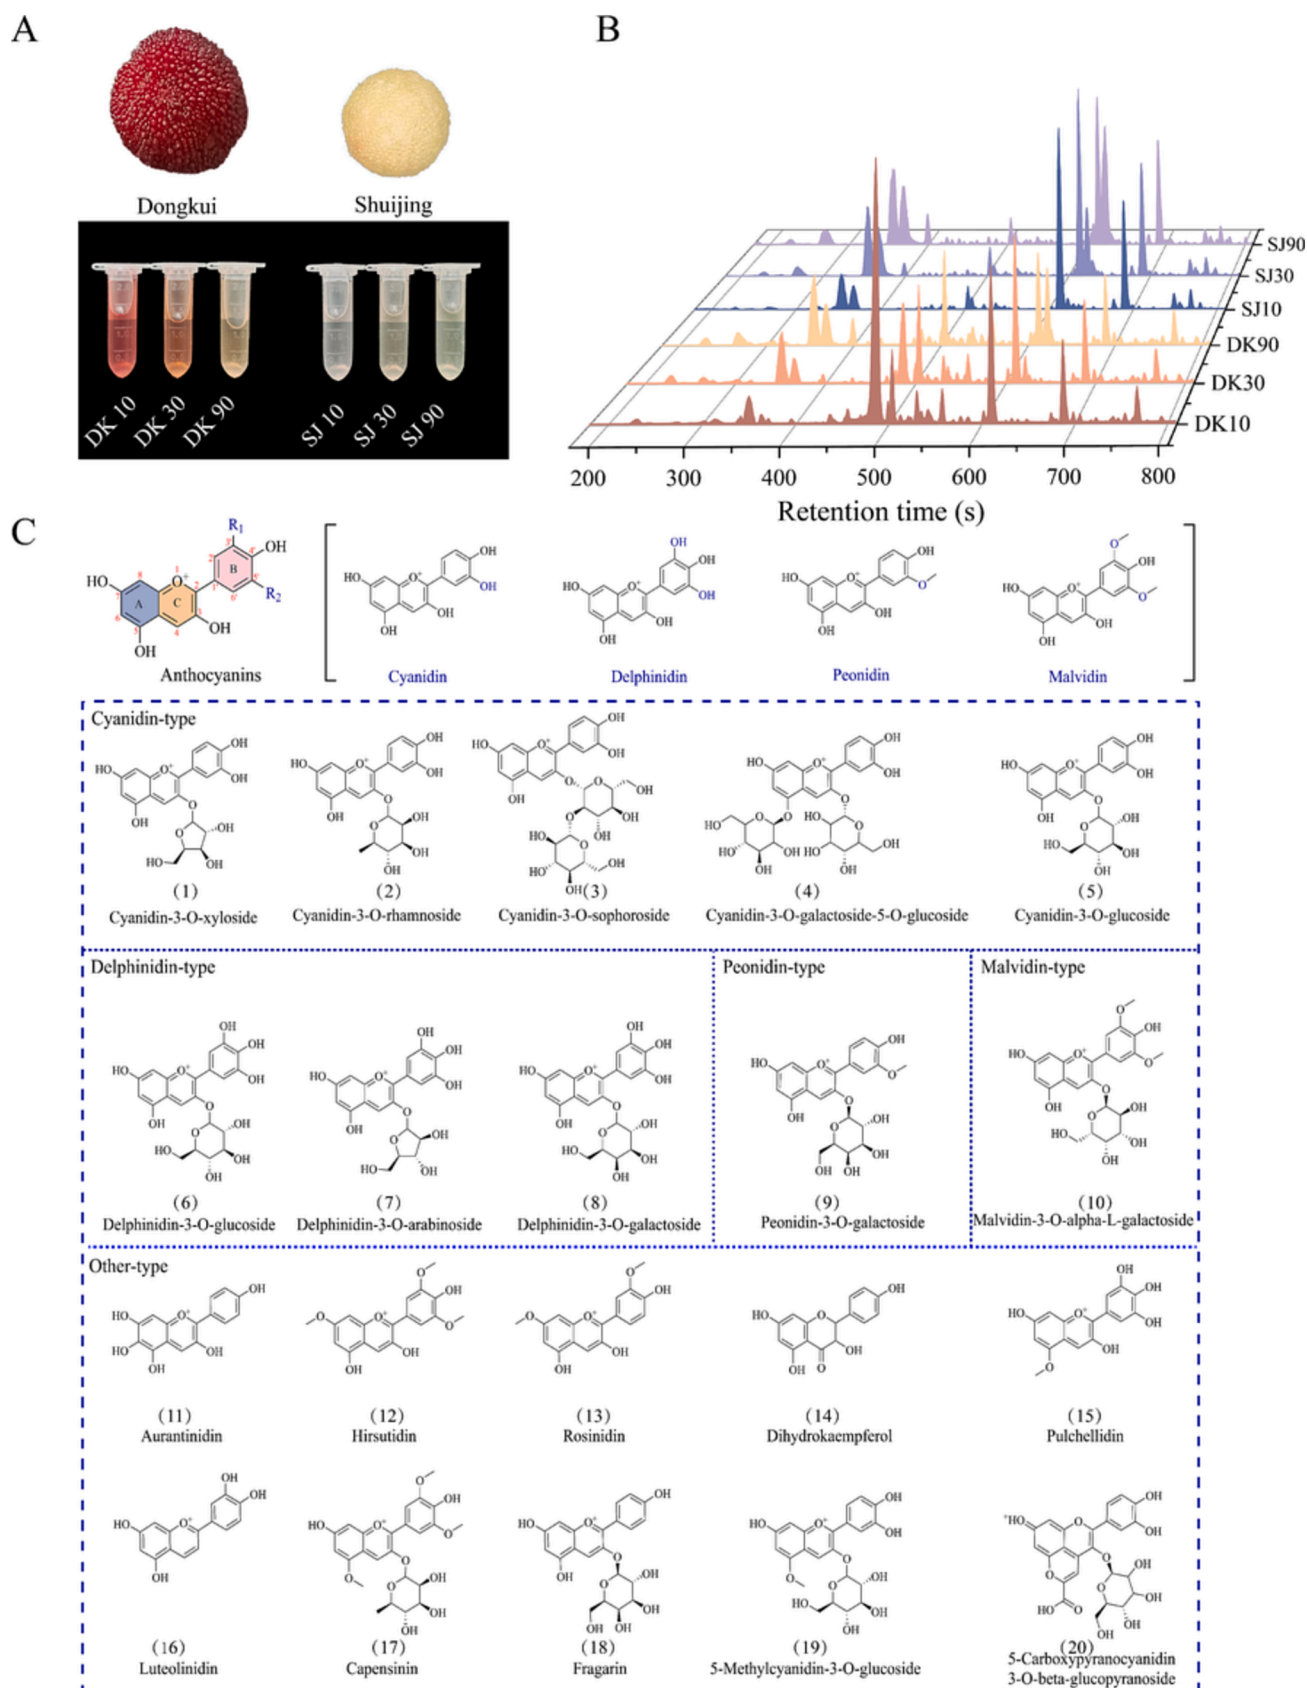 A
B
Dongkui
Shuijing
DK 10
DK 30
DK 90
SJ 10
SJ 30
SJ 90
SJ90
SJ30
SJ10
DK90
DK30
DK10
200 300 400 500 600 700 800
Retention time (s)
C
R1
OH
R2
HO
O+
A
B
C
OH
OH
Anthocyanins
Cyanidin
Delphinidin
Peonidin
Malvidin
Cyanidin-type
(1)
(2)
(3)
(4)
(5)
Cyanidin-3-O-xyloside
Cyanidin-3-O-rhamnoside
Cyanidin-3-O-sophoroside
Cyanidin-3-O-galactoside-5-O-glucoside
Cyanidin-3-O-glucoside
Delphinidin-type
Peonidin-type
Malvidin-type
(6)
(7)
(8)
(9)
(10)
Delphinidin-3-O-glucoside
Delphinidin-3-O-arabinoside
Delphinidin-3-O-galactoside
Peonidin-3-O-galactoside
Malvidin-3-O-alpha-L-galactoside
Other-type
(11)
(12)
(13)
(14)
(15)
Aurantinidin
Hirsutidin
Rosinidin
Dihydrokaempferol
Pulchellidin
(16)
(17)
(18)
(19)
(20)
Luteolinidin
Capensinin
Fragarin
5-Methylcyanidin-3-O-glucoside
5-Carboxypyranocyanidin
3-O-beta-glucopyranoside